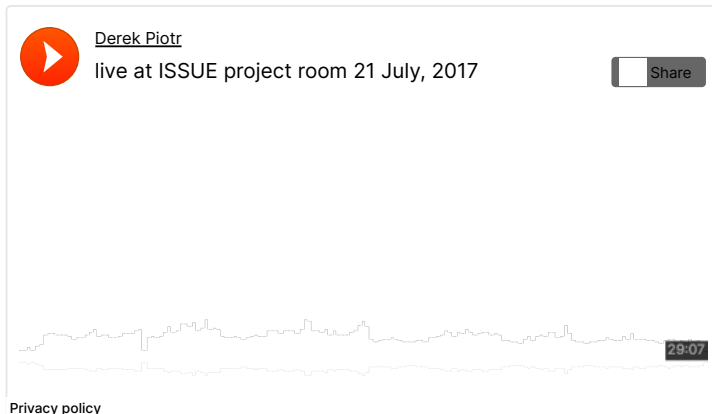 Derek Piotr
live at ISSUE project room 21 July, 2017
Share
29:07
Privacy policy